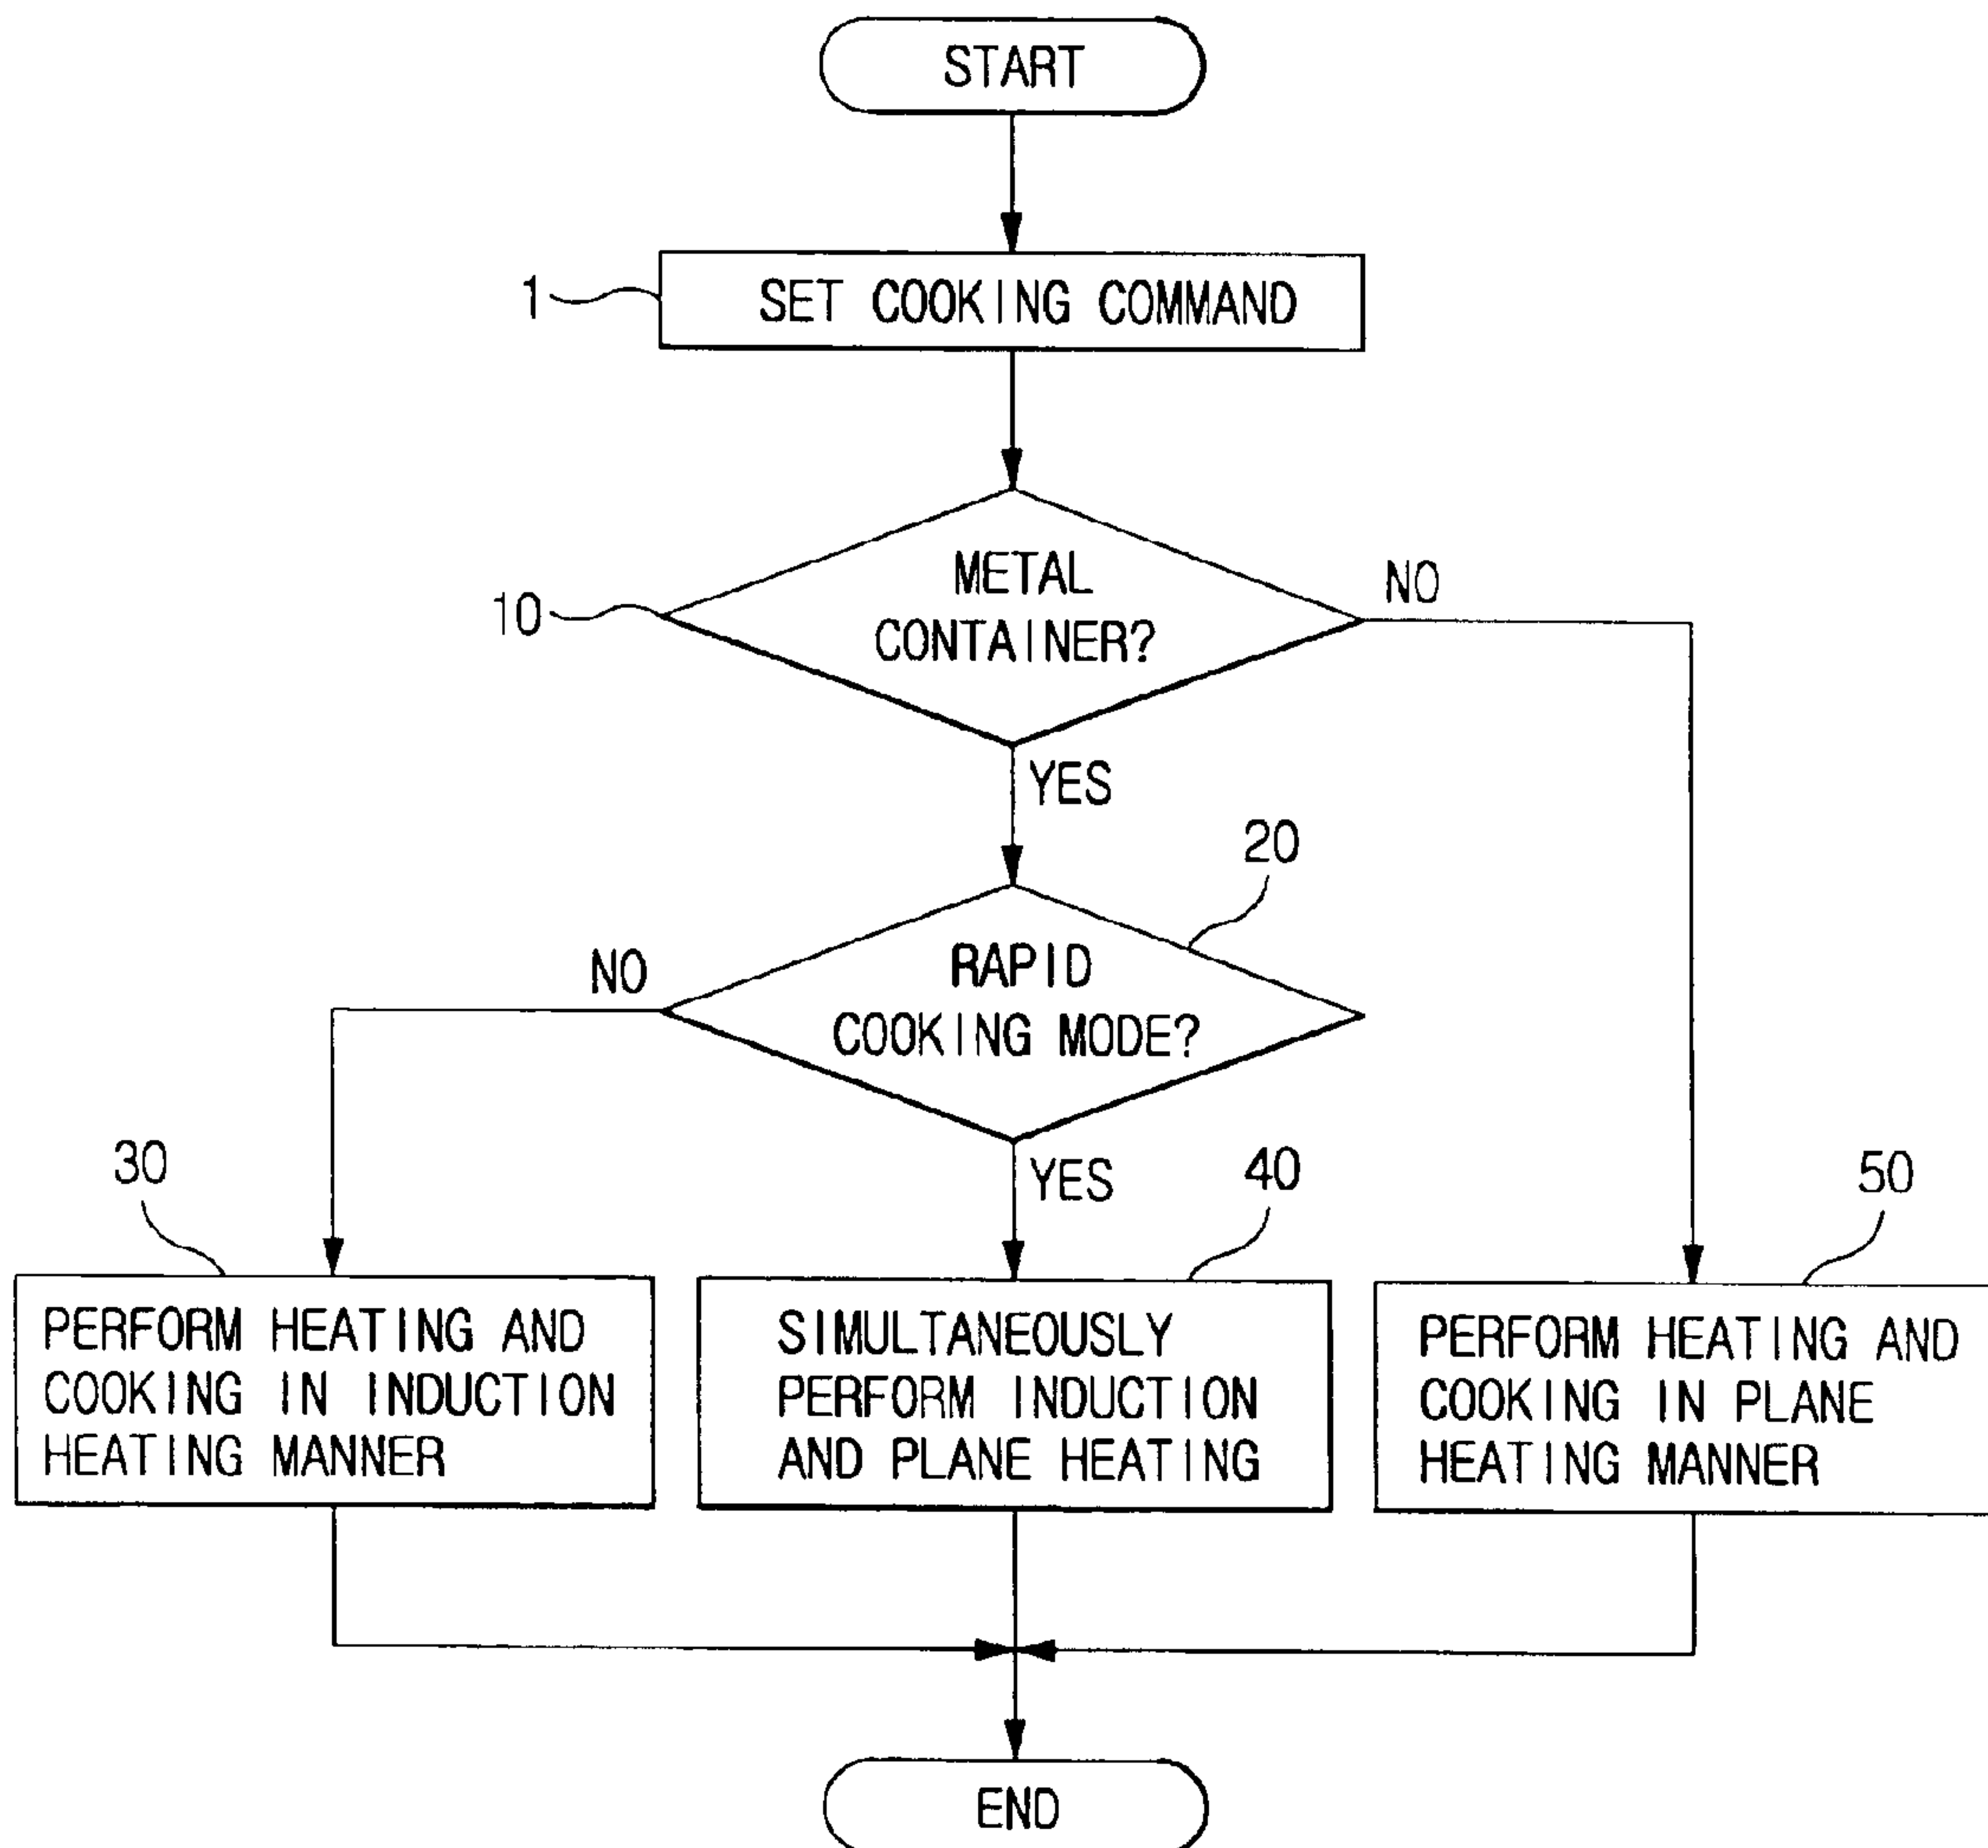 START
1
SET COOKING COMMAND
METAL
CONTAINER?
10
NO
YES
20
RAPID
COOKING MODE?
NO
YES
30
40
50
PERFORM HEATING AND
COOKING IN INDUCTION
HEATING MANNER
SIMULTANEOUSLY
PERFORM INDUCTION
AND PLANE HEATING
PERFORM HEATING AND
COOKING IN PLANE
HEATING MANNER
END